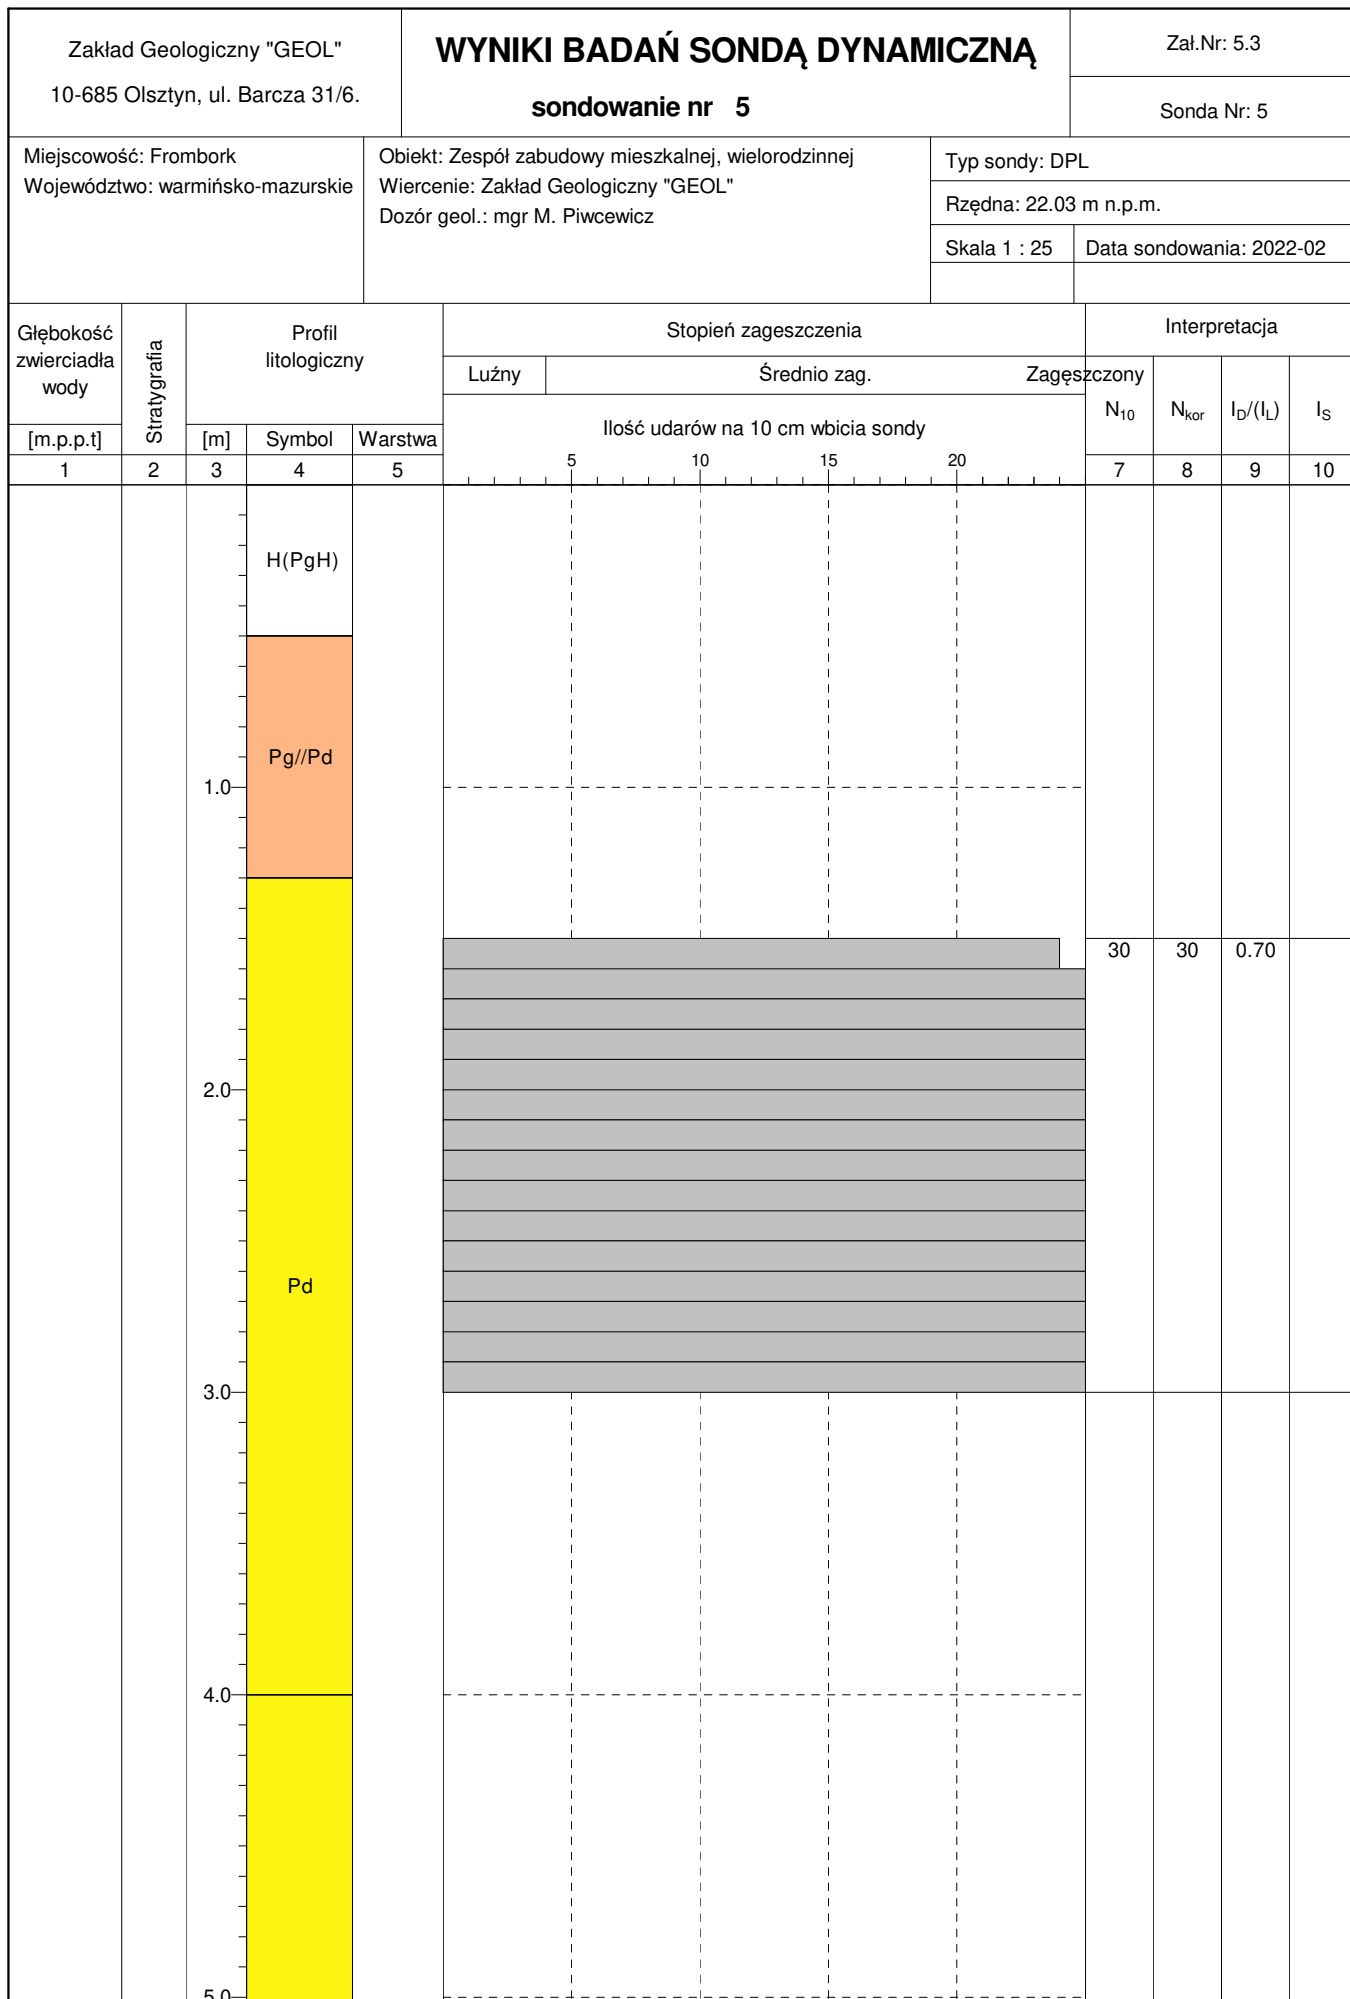 Zakład Geologiczny "GEOL"
10-685 Olsztyn, ul. Barcza 31/6.
WYNIKI BADAŃ SONDĄ DYNAMICZNĄ
sondowanie nr 5
Zał.Nr: 5.3
Sonda Nr: 5
Miejscowość: Frombork
Województwo: warmińsko-mazurskie
Obiekt: Zespół zabudowy mieszkalnej, wielorodzinnej
Wiercenie: Zakład Geologiczny "GEOL"
Dozór geol.: mgr M. Piwcewicz
Typ sondy: DPL
Rzędna: 22.03 m n.p.m.
Skala 1 : 25
Data sondowania: 2022-02
Głębokość
zwierciadła
wody
[m.p.p.t]
Stratygrafia
Profil
litologiczny
[m]
Symbol
Warstwa
Stopień zageszczenia
Luźny
Średnio zag.
Zagęszczony
Ilość udarów na 10 cm wbicia sondy
5 10 15 20
Interpretacja
N10
Nkor
ID/(IL)
IS
1 2 3 4 5 7 8 9 10
H(PgH)
Pg//Pd
1.0
30 30 0.70
2.0
Pd
3.0
4.0
5.0